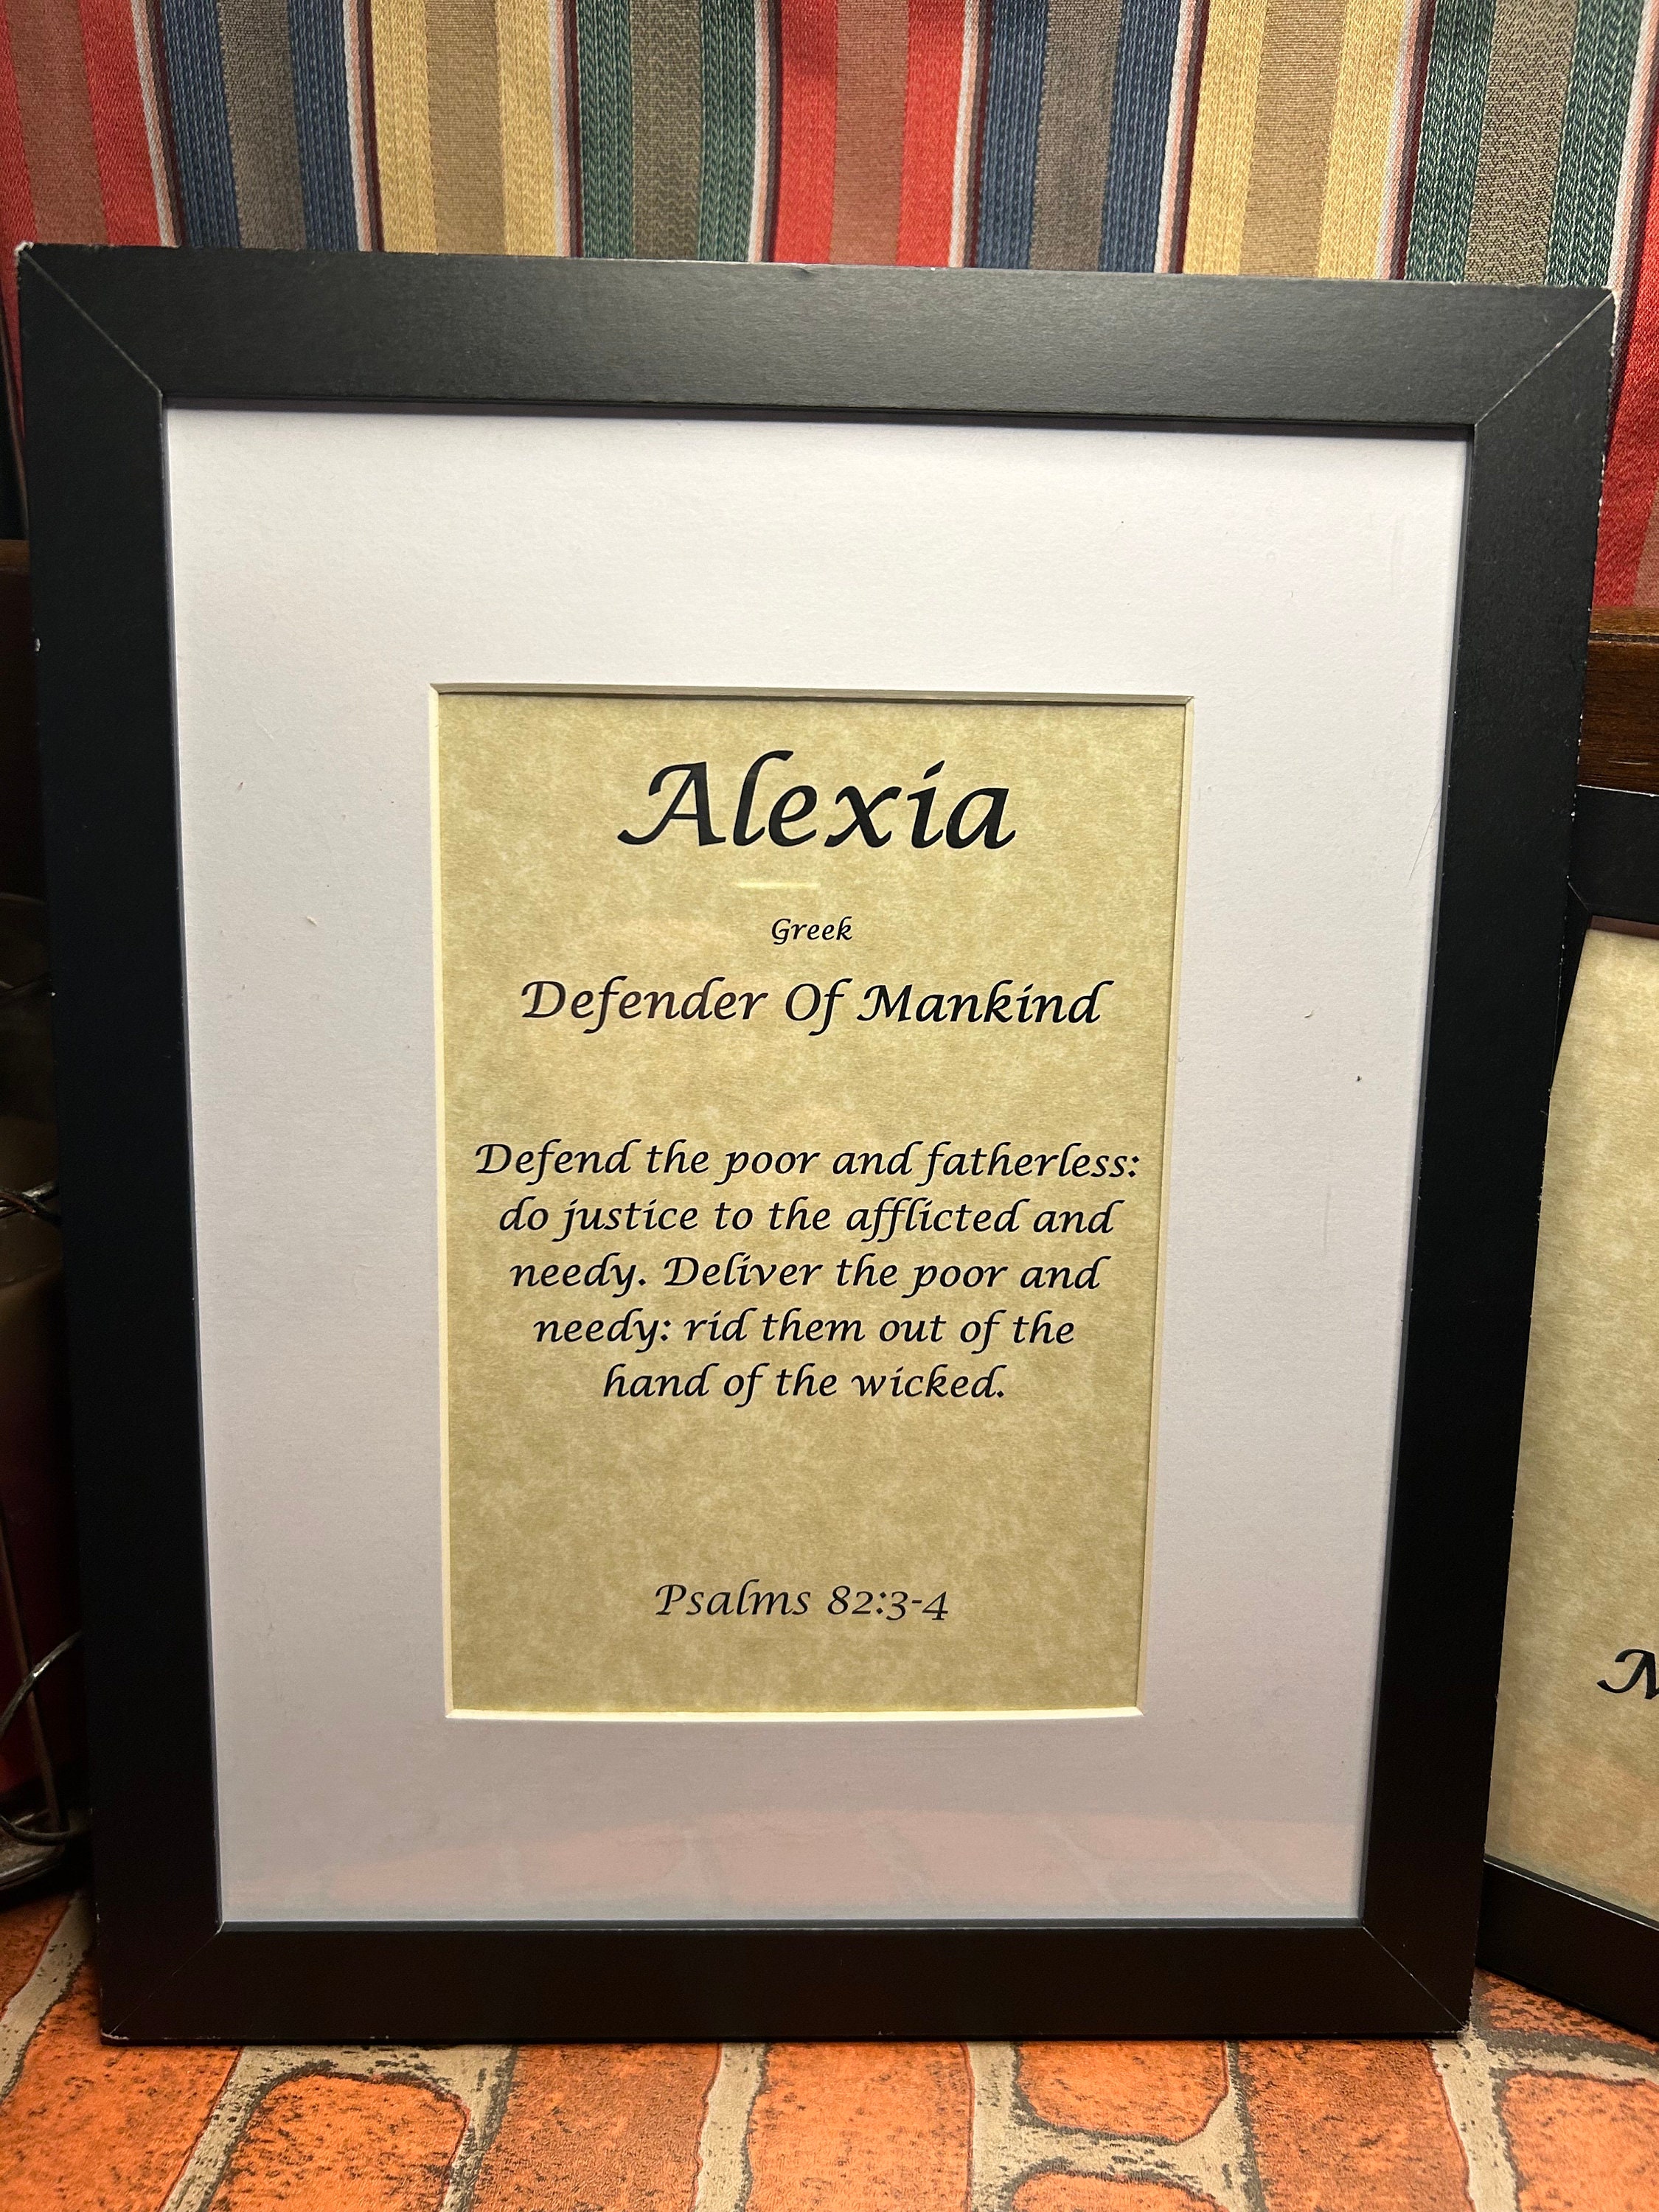 Alexia
Greek
Defender Of Mankind
Defend the poor and fatherless:
do justice to the afflicted and
needy. Deliver the poor and
needy: rid them out of the
hand of the wicked.
Psalms 82:3-4